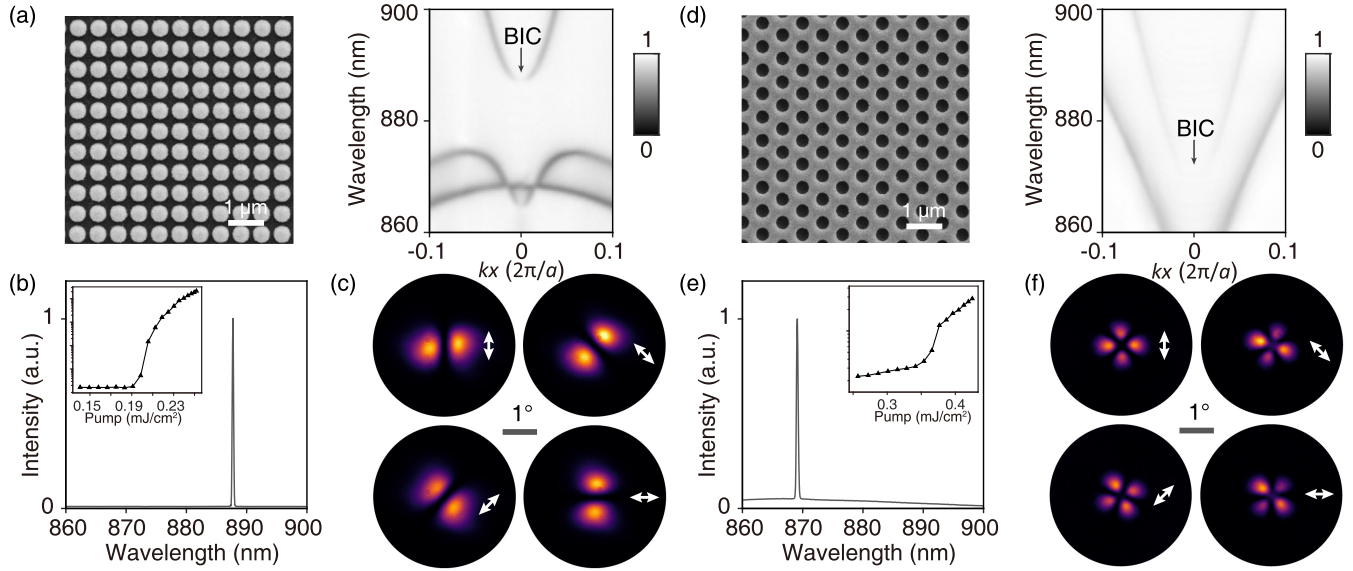 (a)
1 μm
Wavelength (nm)
900
880
860
BIC
-0.1
0
0.1
kx (2π/a)
1
0
(d)
1 μm
Wavelength (nm)
900
880
860
BIC
-0.1
0
0.1
kx (2π/a)
1
0
(b)
Intensity (a.u.)
1
0
0.15
0.19
0.23
Pump (mJ/cm²)
860
870
880
890
900
Wavelength (nm)
(c)
1°
(e)
Intensity (a.u.)
1
0
0.3
0.4
Pump (mJ/cm²)
860
870
880
890
900
Wavelength (nm)
(f)
1°